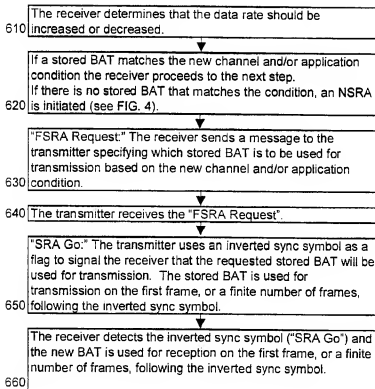 The receiver determines that the data rate should be
610 increased or decreased.
If a stored BAT matches the new channel and/or application
condition the receiver proceeds to the next step.
If there is no stored BAT that matches the condition, an NSRA
620 is initiated (see FIG. 4).
"FSRA Request:" The receiver sends a message to the
transmitter specifying which stored BAT is to be used for
transmission based on the new channel and/or application
630 condition.
640 The transmitter receives the "FSRA Request".
"SRA Go:" The transmitter uses an inverted sync symbol as a
flag to signal the receiver that the requested stored BAT will be
used for transmission. The stored BAT is used for
transmission on the first frame, or a finite number of frames,
650 following the inverted sync symbol.
The receiver detects the inverted sync symbol ("SRA Go") and
the new BAT is used for reception on the first frame, or a finite
number of frames, following the inverted sync symbol.
660